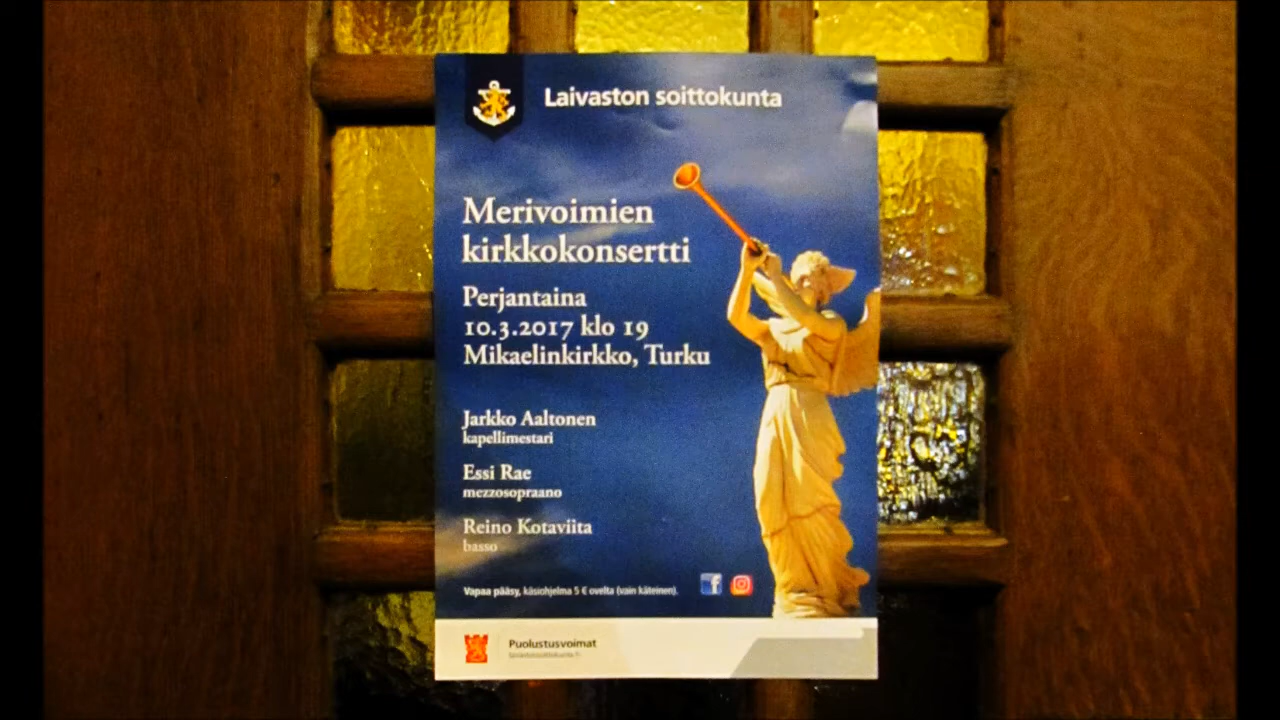 Laivaston soittokunta
Merivoimien
kirkkokonsertti
Perjantaina
10.3.2017 klo 19
Mikaelinkirkko, Turku
Jarkko Aaltonen
kapellimestari
Essi Rae
mezzosopraano
Reino Kotaviita
basso
Vapaa pääsy, käsiohjelma 5 € ovelta (vain käteinen).
Puolustusvoimat